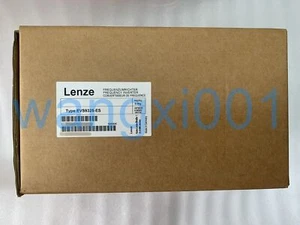 Lenze
FREQUENZUMRICHTER
FREQUENCY INVERTER
CONVERTISSEUR DE FREQUENCE
Type EVS9325-ES
wangxi001